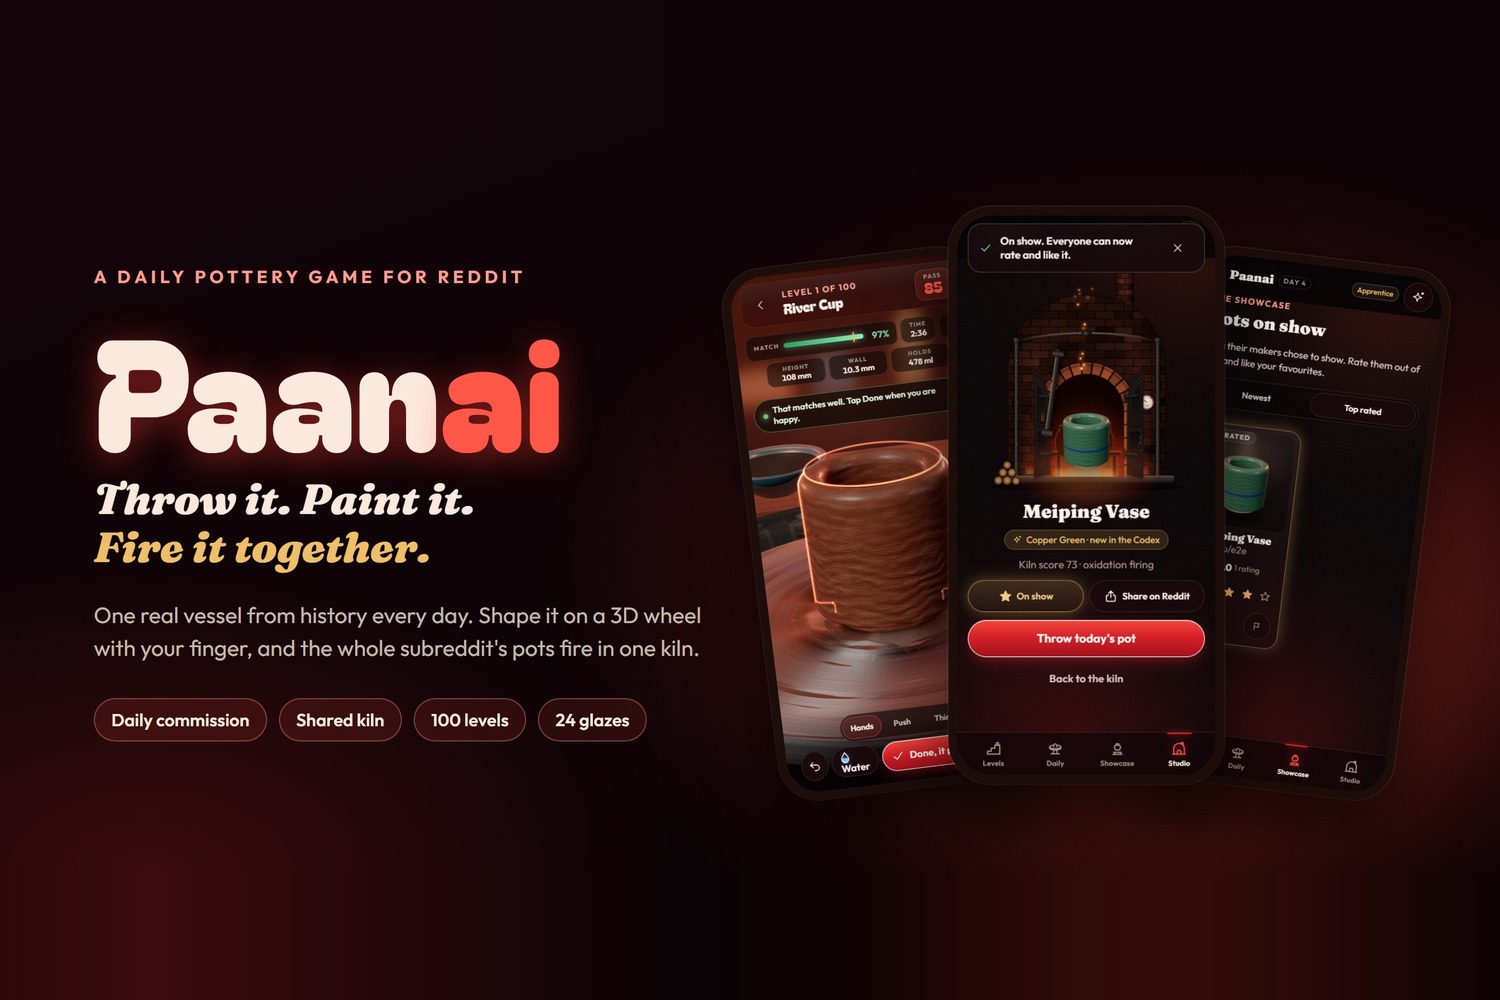 A DAILY POTTERY GAME FOR REDDIT
Paanai
Throw it. Paint it.
Fire it together.
One real vessel from history every day. Shape it on a 3D wheel
with your finger, and the whole subreddit's pots fire in one kiln.
Daily commission
Shared kiln
100 levels
24 glazes
LEVEL 1 OF 100
River Cup
PASS
85
MATCH
97%
TIME
2:36
HEIGHT
108 mm
WALL
10.3 mm
HOLDS
478 ml
That matches well. Tap Done when you are
happy.
Hands
Push
Water
Done, it
On show. Everyone can now
rate and like it.
Meiping Vase
Copper Green · new in the Codex
Kiln score 73 · oxidation firing
On show
Share on Reddit
Throw today's pot
Back to the kiln
Levels
Daily
Showcase
Studio
Paanai
DAY 4
Apprentice
SHOWCASE
on show
their makers chose to show. Rate them out of
and like your favourites.
Newest
Top rated
RATED
Vase
u/e2e
1 rating
Daily
Showcase
Studio